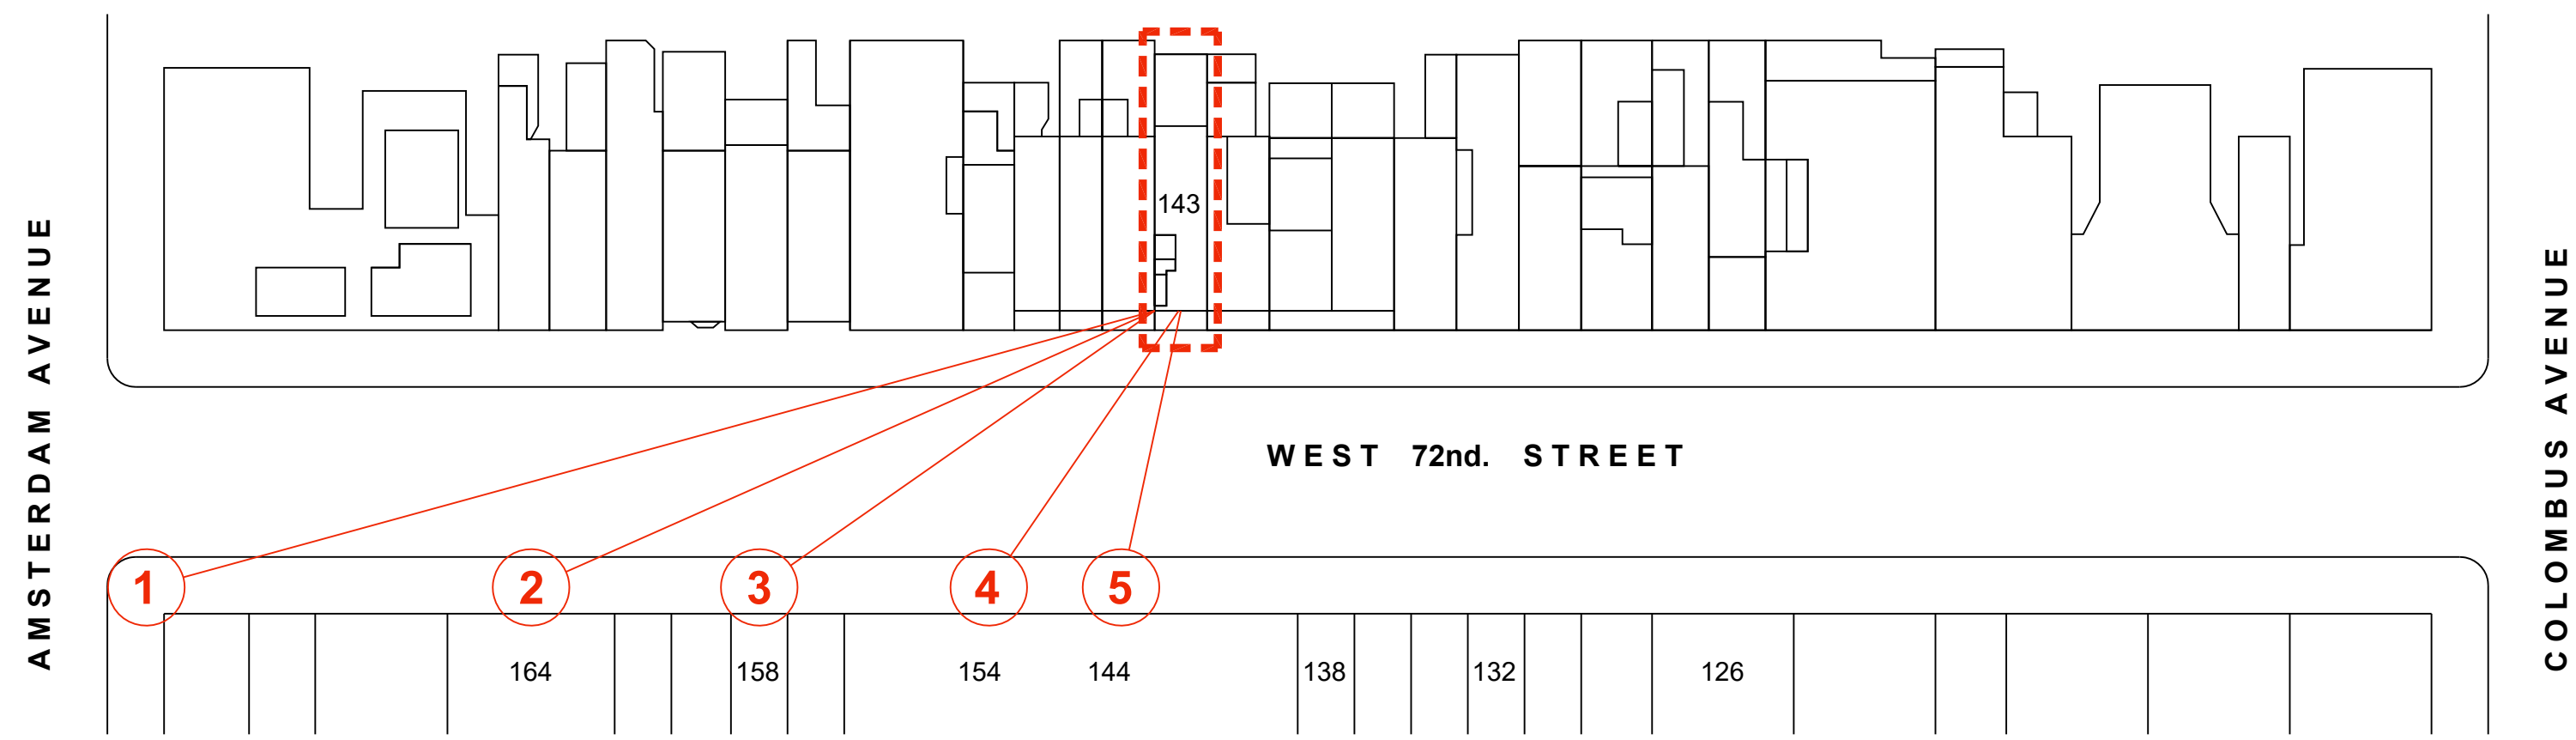 143
AMSTERDAM AVENUE
COLOMBUS AVENUE
WEST 72nd. STREET
1 2 3 4 5
164 158 154 144 138 132 126